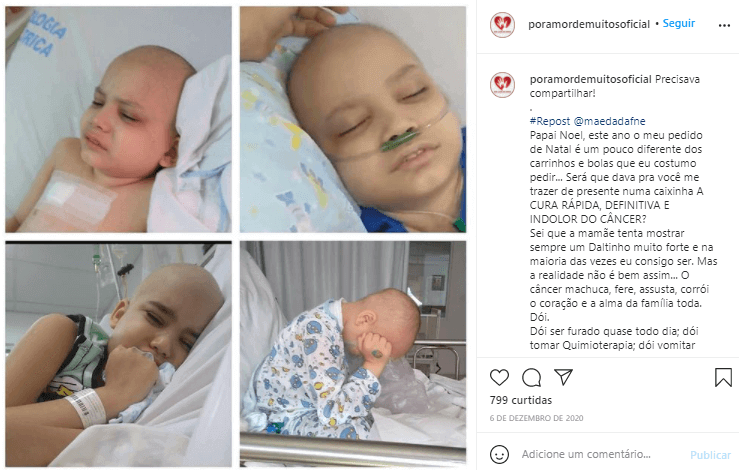 OLOGIA
RICA
poramordemuitosoficial • Seguir
poramordemuitosoficial Precisava
compartilhar!
.
#Repost @maedadafne
Papai Noel, este ano o meu pedido
de Natal é um pouco diferente dos
carrinhos e bolas que eu costumo
pedir... Será que dava pra você me
trazer de presente numa caixinha A
CURA RÁPIDA, DEFINITIVA E
INDOLOR DO CÂNCER?
Sei que a mamãe tenta mostrar
sempre um Daltinho muito forte e na
maioria das vezes eu consigo ser. Mas
a realidade não é bem assim... O
câncer machuca, fere, assusta, corrói
o coração e a alma da família toda.
Dói.
Dói ser furado quase todo dia; dói
tomar Quimioterapia; dói vomitar
799 curtidas
6 DE DEZEMBRO DE 2020
Adicione um comentário...
Publicar